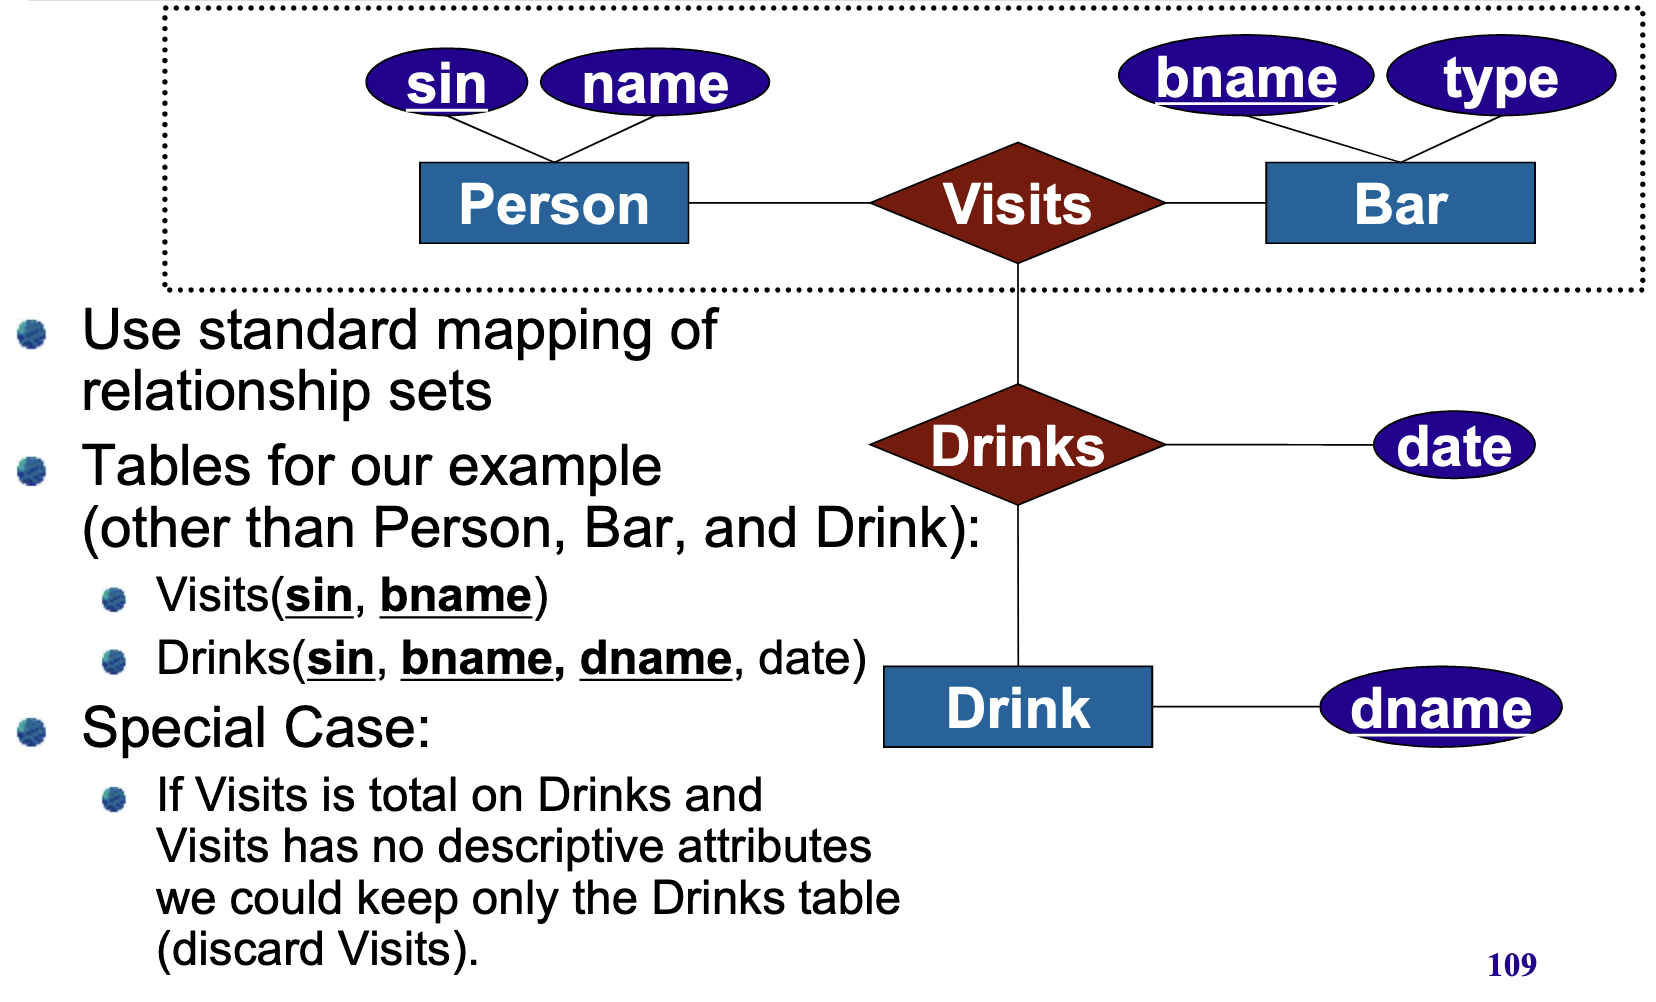 sin name bname type
Person Visits Bar
Use standard mapping of
relationship sets
Drinks date
Tables for our example
(other than Person, Bar, and Drink):
Visits(sin, bname)
Drinks(sin, bname, dname, date)
Drink dname
Special Case:
If Visits is total on Drinks and
Visits has no descriptive attributes
we could keep only the Drinks table
(discard Visits).
109